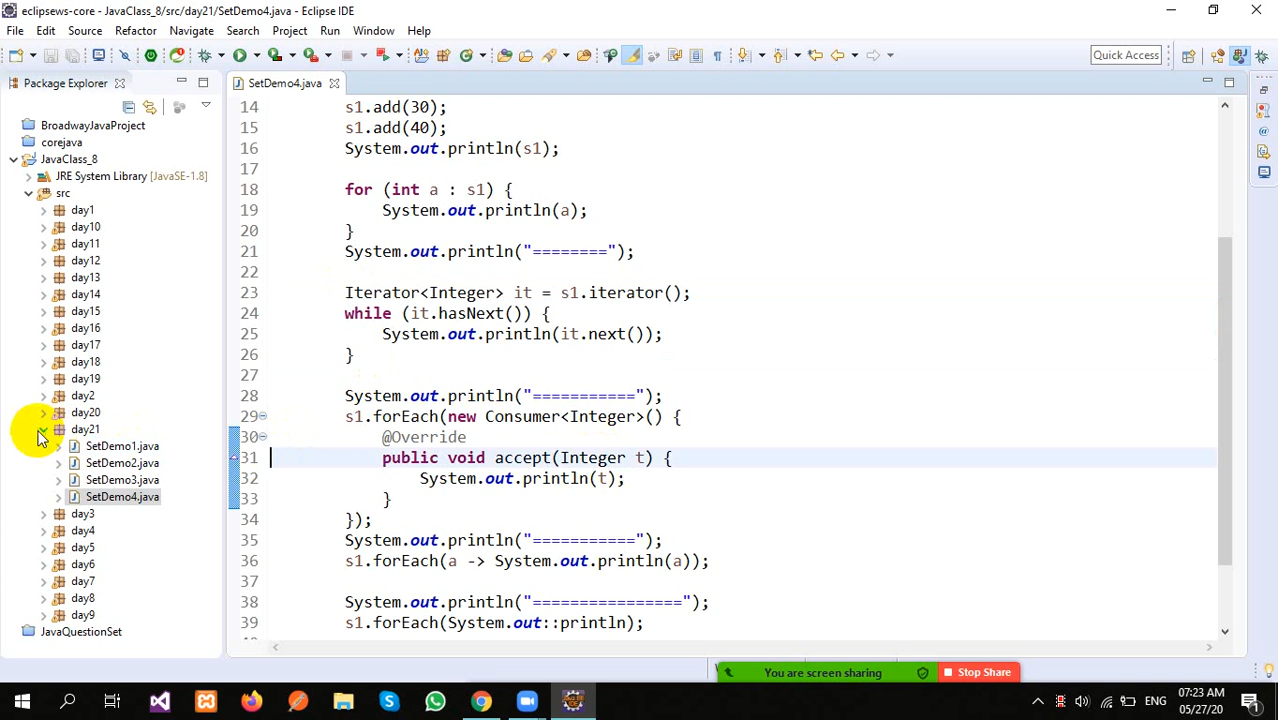 eclipsews-core - JavaClass_8/src/day21/SetDemo4.java - Eclipse IDE
File Edit Source Refactor Navigate Search Project Run Window Help
Quick Access
Package Explorer
SetDemo4.java
BroadwayJavaProject
corejava
JavaClass_8
JRE System Library [JavaSE-1.8]
src
day1
day10
day11
day12
day13
day14
day15
day16
day17
day18
day19
day2
day20
day21
SetDemo1.java
SetDemo2.java
SetDemo3.java
SetDemo4.java
day3
day4
day5
day6
day7
day8
day9
JavaQuestionSet
14 s1.add(30);
15 s1.add(40);
16 System.out.println(s1);
17
18 for (int a : s1) {
19 System.out.println(a);
20 }
21 System.out.println("========");
22
23 Iterator<Integer> it = s1.iterator();
24 while (it.hasNext()) {
25 System.out.println(it.next());
26 }
27
28 System.out.println("===========");
29 s1.forEach(new Consumer<Integer>() {
30 @Override
31 public void accept(Integer t) {
32 System.out.println(t);
33 }
34 });
35 System.out.println("===========");
36 s1.forEach(a -> System.out.println(a));
37
38 System.out.println("================");
39 s1.forEach(System.out::println);
You are screen sharing
Stop Share
ENG
07:23 AM
05/27/20